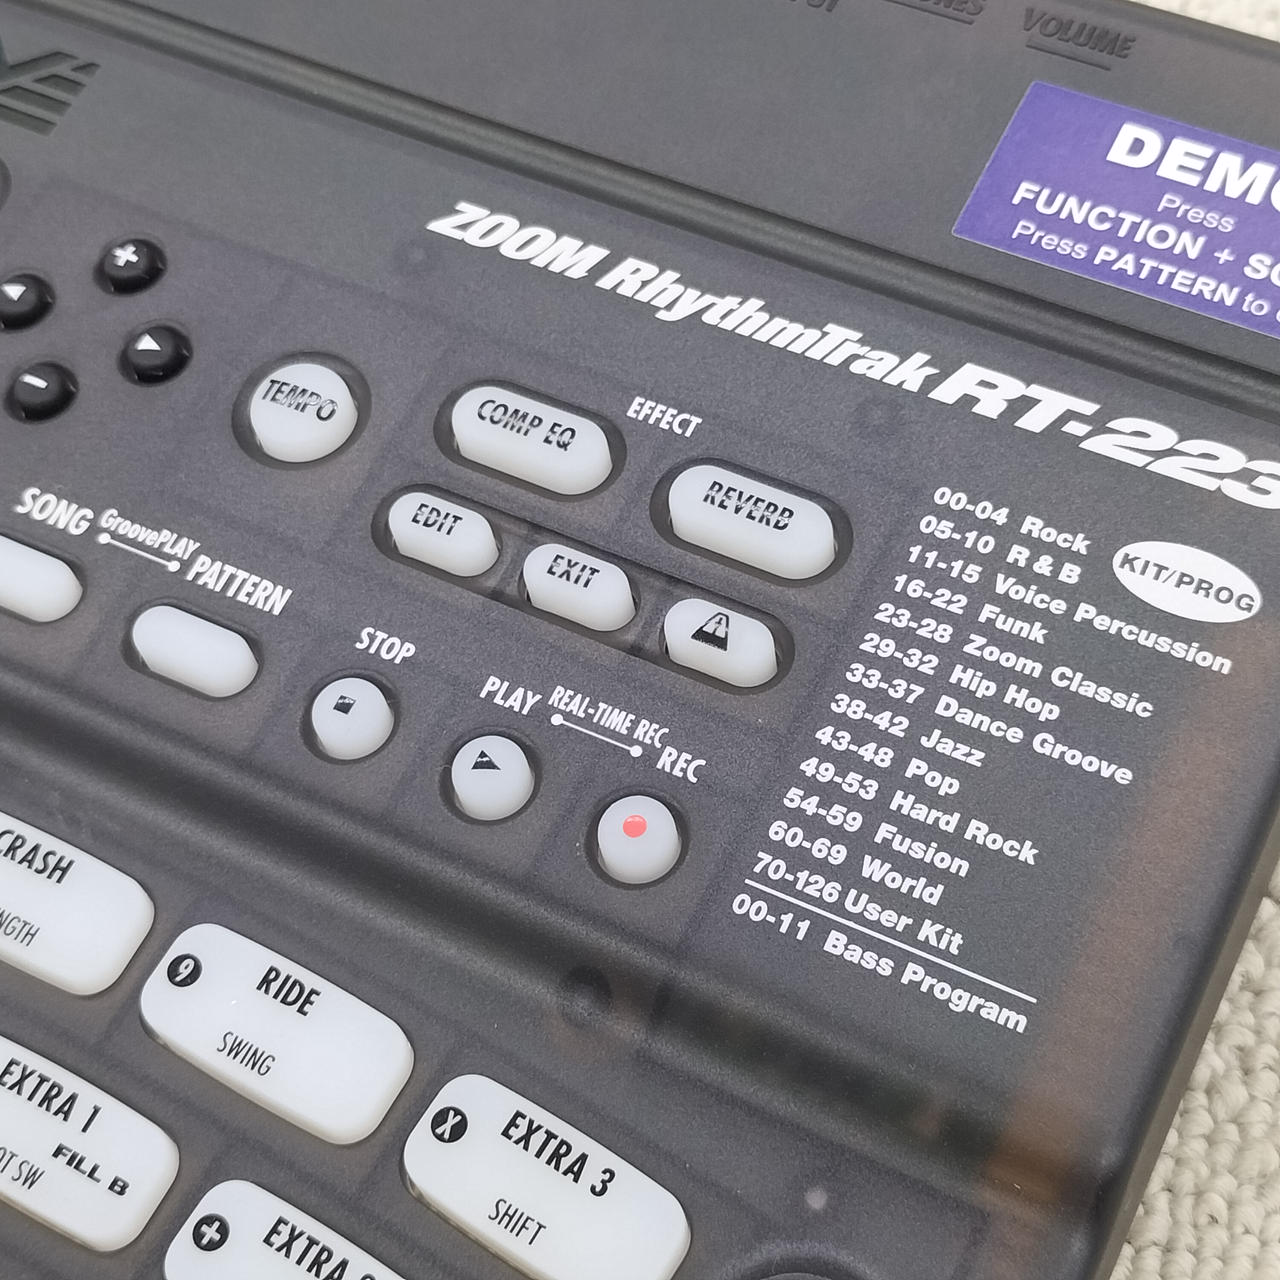 VOLUME
DEMO
Press
FUNCTION +
Press PATTERN to
ZOOM RhythmTrak RT-223
TEMPO
COMP EQ
EFFECT
REVERB
EDIT
EXIT
SONG
GroovePLAY
PATTERN
STOP
PLAY
REAL-TIME REC
REC
KIT/PROG
00-04 Rock
05-10 R & B
11-15 Voice Percussion
16-22 Funk
23-28 Zoom Classic
29-32 Hip Hop
33-37 Dance Groove
38-42 Jazz
43-48 Pop
49-53 Hard Rock
54-59 Fusion
60-69 World
70-126 User Kit
00-11 Bass Program
CRASH
9
RIDE
SWING
EXTRA 1
SW
FILL B
X
EXTRA 3
SHIFT
+
EXTRA